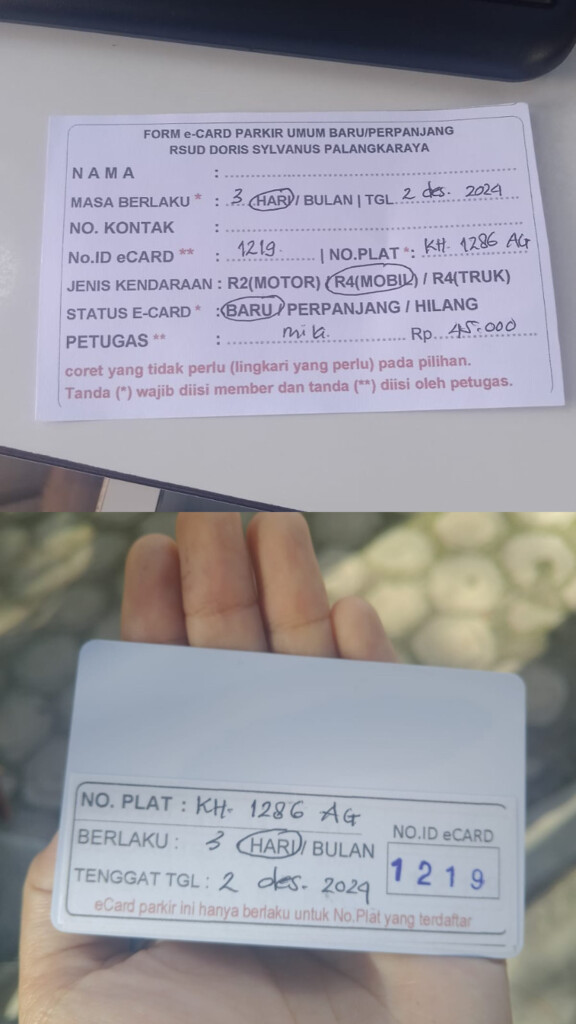 FORM e-CARD PARKIR UMUM BARU/PERPANJANG
RSUD DORIS SYLVANUS PALANGKARAYA
NAMA :
MASA BERLAKU * : 3 HARI / BULAN | TGL 2 des. 2024
NO. KONTAK :
No.ID eCARD ** : 1219 | NO.PLAT *: KH. 1286 AG
JENIS KENDARAAN : R2(MOTOR) / R4(MOBIL) / R4(TRUK)
STATUS E-CARD * : BARU / PERPANJANG / HILANG
PETUGAS ** : Rp. 45.000
coret yang tidak perlu (lingkari yang perlu) pada pilihan.
Tanda (*) wajib diisi member dan tanda (**) diisi oleh petugas.
NO. PLAT : KH- 1286 AG
BERLAKU : 3 HARI / BULAN
TENGGAT TGL : 2 des. 2024
NO.ID eCARD
1219
eCard parkir ini hanya berlaku untuk No.Plat yang terdaftar